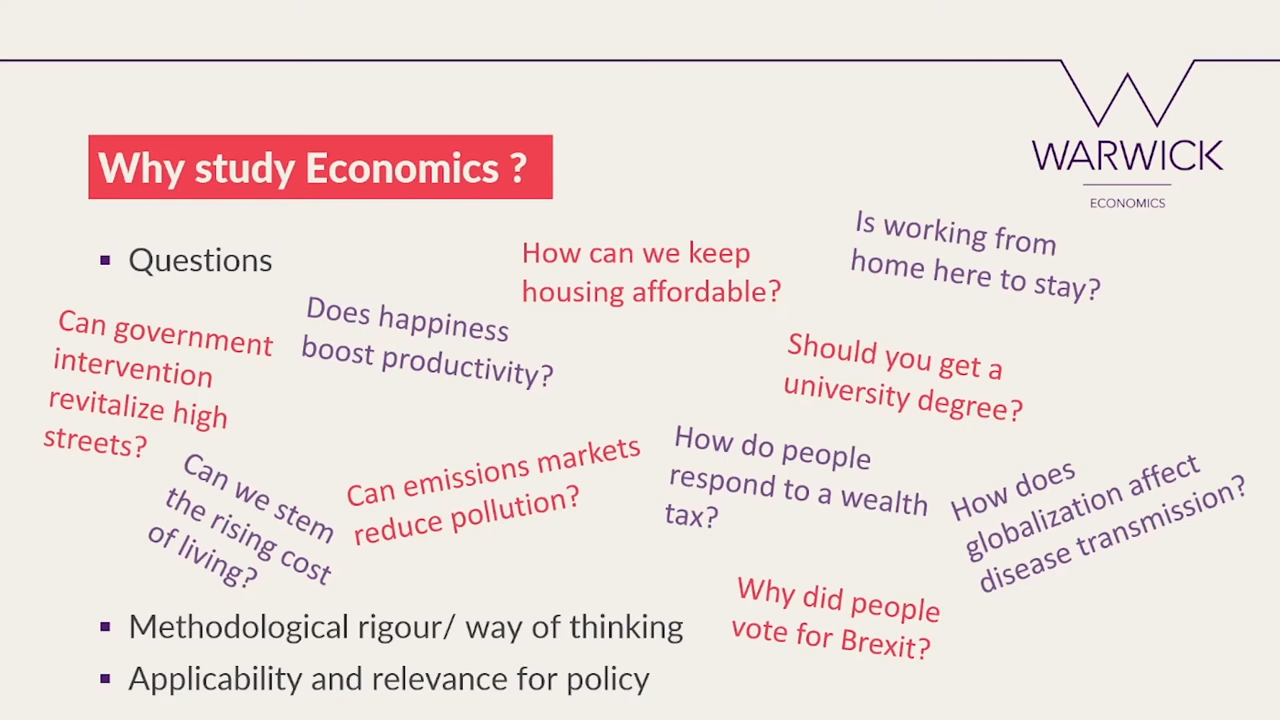 WARWICK
ECONOMICS
Why study Economics ?
▪ Questions
How can we keep
housing affordable?
Is working from
home here to stay?
Can government
intervention
revitalize high
streets?
Does happiness
boost productivity?
Should you get a
university degree?
Can we stem
the rising cost
of living?
Can emissions markets
reduce pollution?
How do people
respond to a wealth
tax?
How does
globalization affect
disease transmission?
Why did people
vote for Brexit?
▪ Methodological rigour/ way of thinking
▪ Applicability and relevance for policy